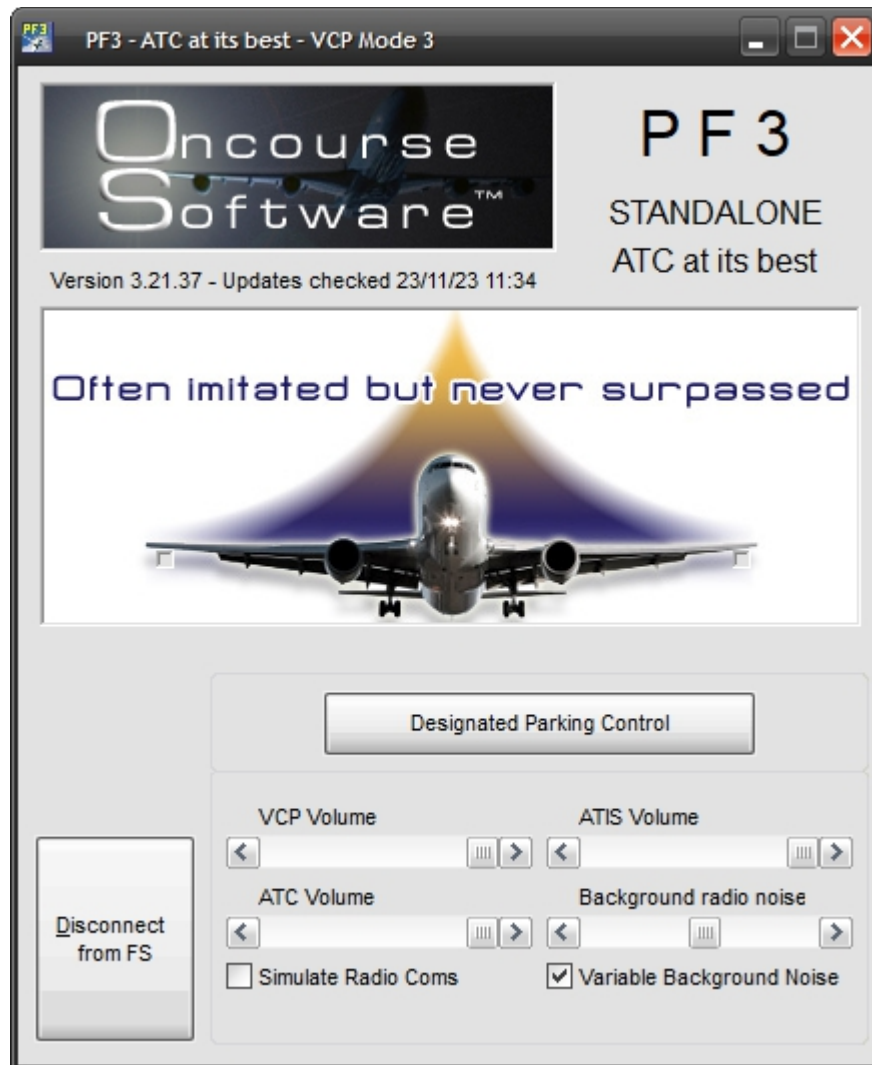 PF3 - ATC at its best - VCP Mode 3
Oncourse
Software™
P F 3
STANDALONE
ATC at its best
Version 3.21.37 - Updates checked 23/11/23 11:34
Often imitated but never surpassed
Designated Parking Control
VCP Volume
ATIS Volume
ATC Volume
Background radio noise
Disconnect
from FS
Simulate Radio Coms
Variable Background Noise